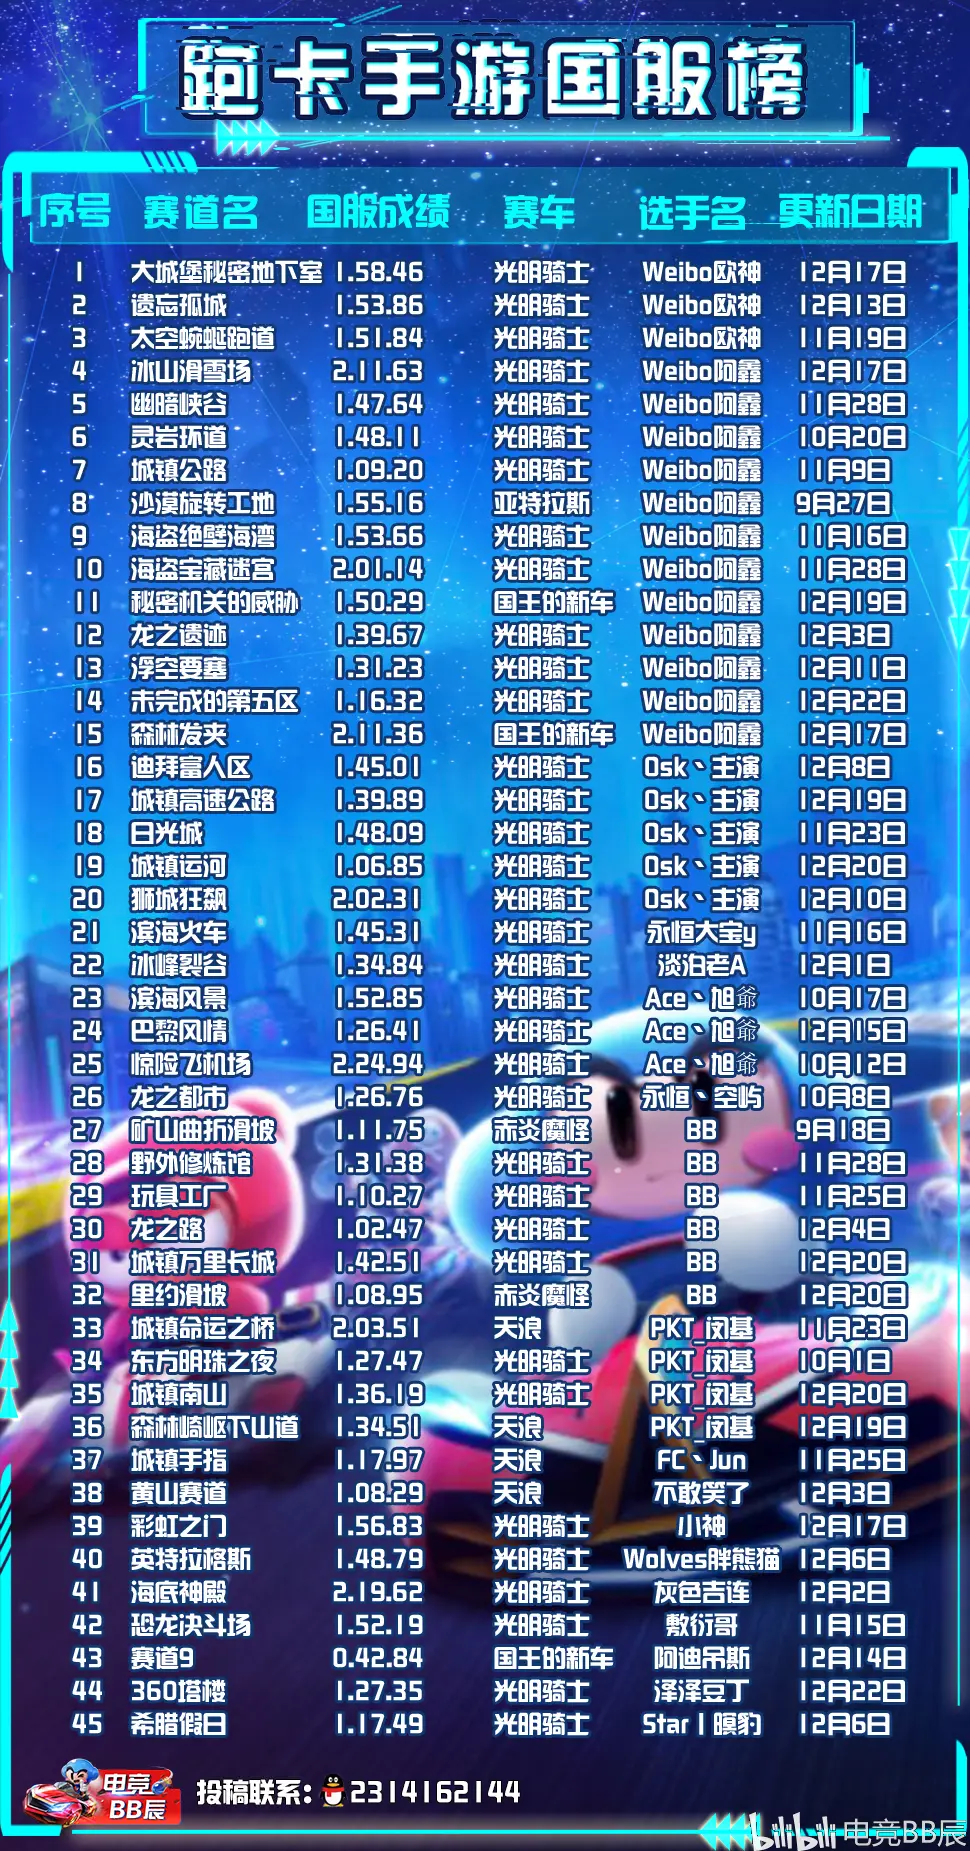 跑卡手游国服榜
序号 赛道名 国服成绩 赛车 选手名 更新日期
1 大城堡秘密地下室 1.58.46 光明骑士 Weibo欧神 12月17日
2 遗忘孤城 1.53.86 光明骑士 Weibo欧神 12月13日
3 太空蜿蜒跑道 1.51.84 光明骑士 Weibo欧神 11月19日
4 冰山滑雪场 2.11.63 光明骑士 Weibo阿鑫 12月17日
5 幽暗峡谷 1.47.64 光明骑士 Weibo阿鑫 11月28日
6 灵岩环道 1.48.11 光明骑士 Weibo阿鑫 10月20日
7 城镇公路 1.09.20 光明骑士 Weibo阿鑫 11月9日
8 沙漠旋转工地 1.55.16 亚特拉斯 Weibo阿鑫 9月27日
9 海盗绝壁海湾 1.53.66 光明骑士 Weibo阿鑫 11月16日
10 海盗宝藏迷宫 2.01.14 光明骑士 Weibo阿鑫 11月28日
11 秘密机关的威胁 1.50.29 国王的新车 Weibo阿鑫 12月19日
12 龙之遗迹 1.39.67 光明骑士 Weibo阿鑫 12月3日
13 浮空要塞 1.31.23 光明骑士 Weibo阿鑫 12月11日
14 未完成的第五区 1.16.32 光明骑士 Weibo阿鑫 12月22日
15 森林发夹 2.11.36 国王的新车 Weibo阿鑫 12月17日
16 迪拜富人区 1.45.01 光明骑士 Osk丶主演 12月8日
17 城镇高速公路 1.39.89 光明骑士 Osk丶主演 12月19日
18 日光城 1.48.09 光明骑士 Osk丶主演 11月23日
19 城镇运河 1.06.85 光明骑士 Osk丶主演 12月20日
20 狮城狂飙 2.02.31 光明骑士 Osk丶主演 12月10日
21 滨海火车 1.45.31 光明骑士 永恒大宝y 11月16日
22 冰峰裂谷 1.34.84 光明骑士 淡泊老A 12月1日
23 滨海风景 1.52.85 光明骑士 Ace丶旭爺 10月17日
24 巴黎风情 1.26.41 光明骑士 Ace丶旭爺 12月15日
25 惊险飞机场 2.24.94 光明骑士 Ace丶旭爺 10月12日
26 龙之都市 1.26.76 光明骑士 永恒丶空屿 10月8日
27 矿山曲折滑坡 1.11.75 赤炎魔怪 BB 9月18日
28 野外修炼馆 1.31.38 光明骑士 BB 11月28日
29 玩具工厂 1.10.27 光明骑士 BB 11月25日
30 龙之路 1.02.47 光明骑士 BB 12月4日
31 城镇万里长城 1.42.51 光明骑士 BB 12月20日
32 里约滑坡 1.08.95 赤炎魔怪 BB 12月20日
33 城镇命运之桥 2.03.51 天浪 PKT_闵基 11月23日
34 东方明珠之夜 1.27.47 光明骑士 PKT_闵基 10月1日
35 城镇南山 1.36.19 光明骑士 PKT_闵基 12月20日
36 森林崎岖下山道 1.34.51 天浪 PKT_闵基 12月19日
37 城镇手指 1.17.97 天浪 FC丶Jun 11月25日
38 黄山赛道 1.08.29 天浪 不敢笑了 12月3日
39 彩虹之门 1.56.83 光明骑士 小神 12月17日
40 英特拉格斯 1.48.79 光明骑士 Wolves胖熊猫 12月6日
41 海底神殿 2.19.62 光明骑士 灰色吉连 12月2日
42 恐龙决斗场 1.52.19 光明骑士 敷衍哥 11月15日
43 赛道9 0.42.84 国王的新车 阿迪吊斯 12月14日
44 360塔楼 1.27.35 光明骑士 泽泽豆丁 12月22日
45 希腊假日 1.17.49 光明骑士 Star丨瞑豹 12月6日
电竞
BB辰
投稿联系：2314162144
bilibili 电竞BB辰